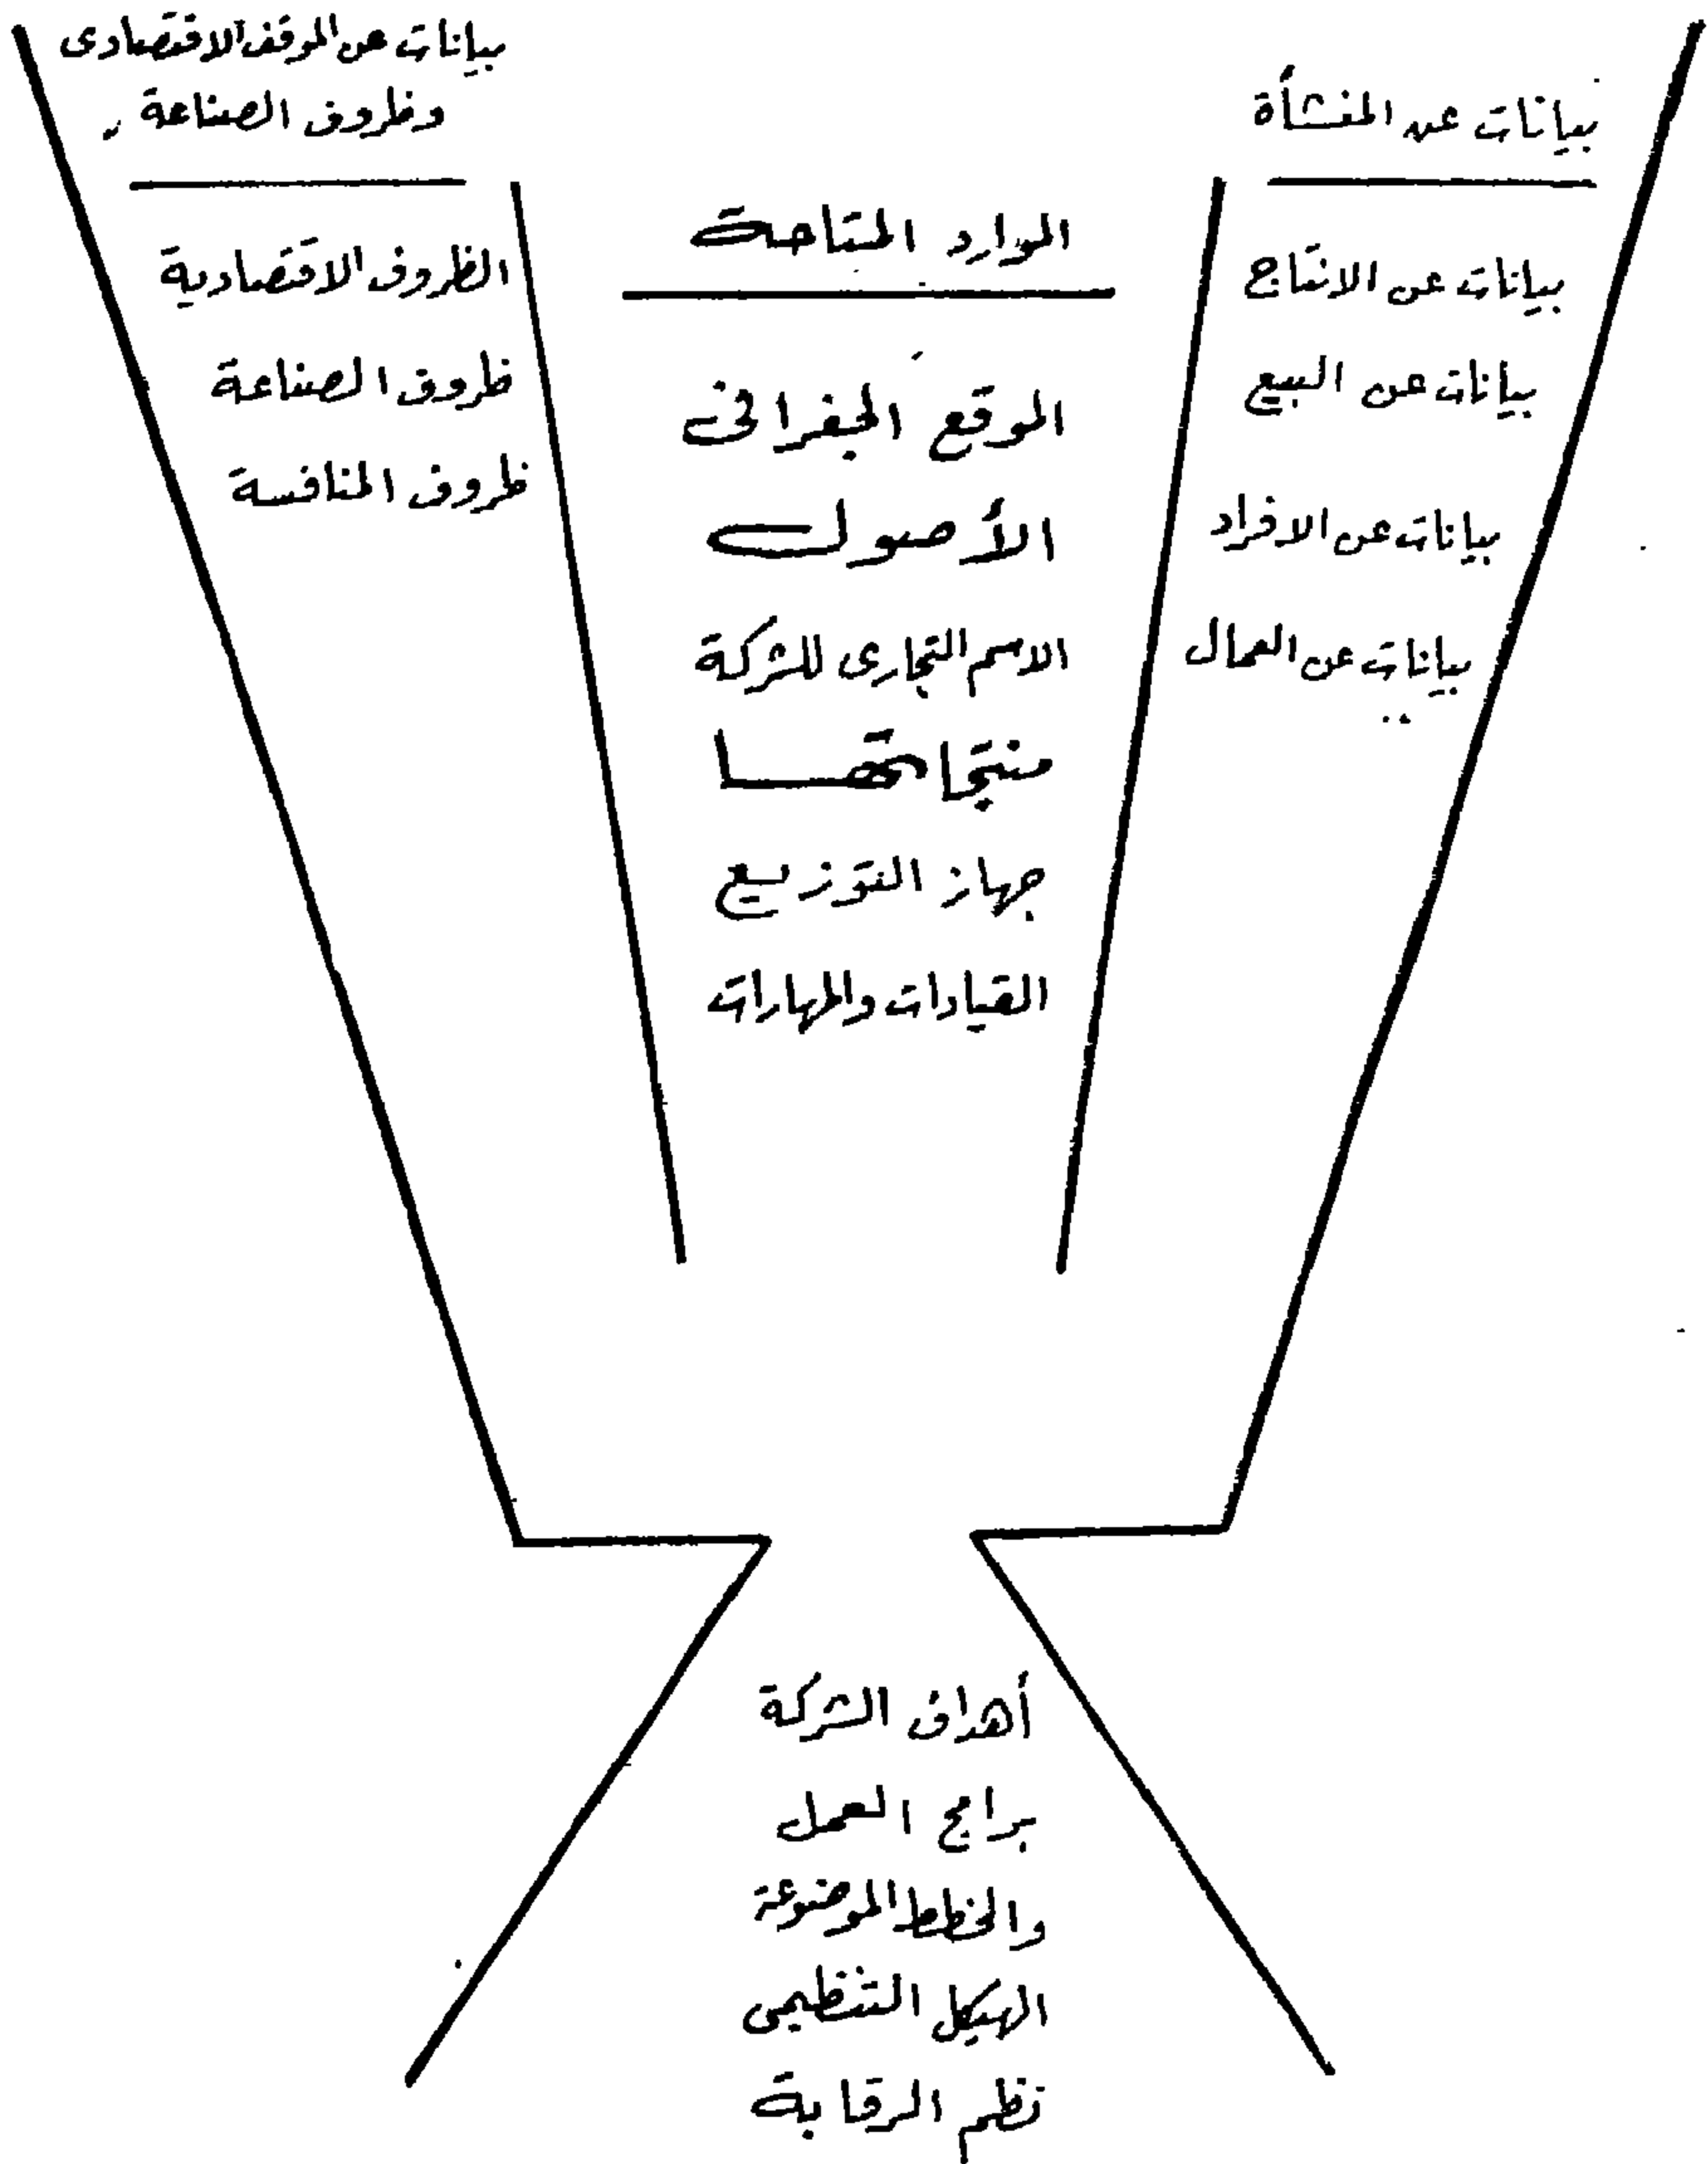 بيانات عن المنشأة
بيانات عن الانتاج
بيانات عن البيع
بيانات عن الافراد
بيانات عن العمال
الموارد المتاحة
الموقع الجغرافى
الأصول
الاسم التجارى للشركة
منتجاتها
جهاز التوزيع
القيادات والمهارات
بيانات عن الموقف الاقتصادى
وظروف الصناعة
الظروف الاقتصادية
ظروف الصناعة
ظروف المنافسة
أهداف الشركة
برامج العمل
والخطط الموضوعة
الهيكل التنظيمى
نظم الرقابة